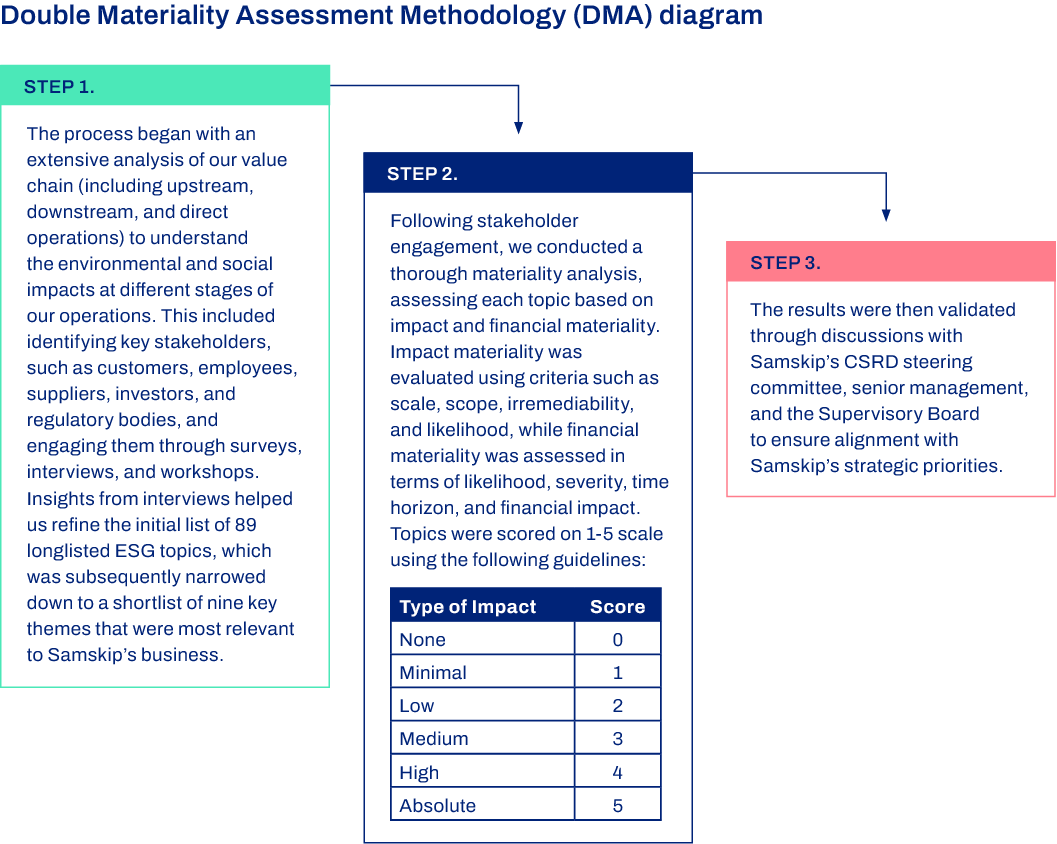 Double Materiality Assessment Methodology (DMA) diagram
STEP 1.
The process began with an
extensive analysis of our value
chain (including upstream,
downstream, and direct
operations) to understand
the environmental and social
impacts at different stages of
our operations. This included
identifying key stakeholders,
such as customers, employees,
suppliers, investors, and
regulatory bodies, and
engaging them through surveys,
interviews, and workshops.
Insights from interviews helped
us refine the initial list of 89
longlisted ESG topics, which
was subsequently narrowed
down to a shortlist of nine key
themes that were most relevant
to Samskip’s business.
STEP 2.
Following stakeholder
engagement, we conducted a
thorough materiality analysis,
assessing each topic based on
impact and financial materiality.
Impact materiality was
evaluated using criteria such as
scale, scope, irremediability,
and likelihood, while financial
materiality was assessed in
terms of likelihood, severity, time
horizon, and financial impact.
Topics were scored on 1-5 scale
using the following guidelines:
Type of Impact Score
None 0
Minimal 1
Low 2
Medium 3
High 4
Absolute 5
STEP 3.
The results were then validated
through discussions with
Samskip’s CSRD steering
committee, senior management,
and the Supervisory Board
to ensure alignment with
Samskip’s strategic priorities.